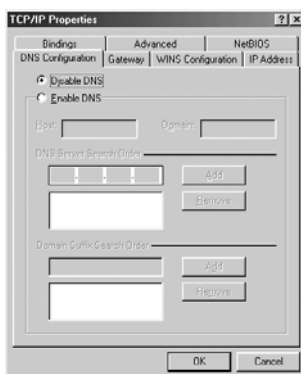 TCP/IP Properties
Bindings Advanced NetBIOS
DNS Configuration Gateway WINS Configuration IP Address
Disable DNS
Enable DNS
Host: Domain:
DNS Server Search Order
Add
Remove
Domain Suffix Search Order
Add
Remove
OK Cancel